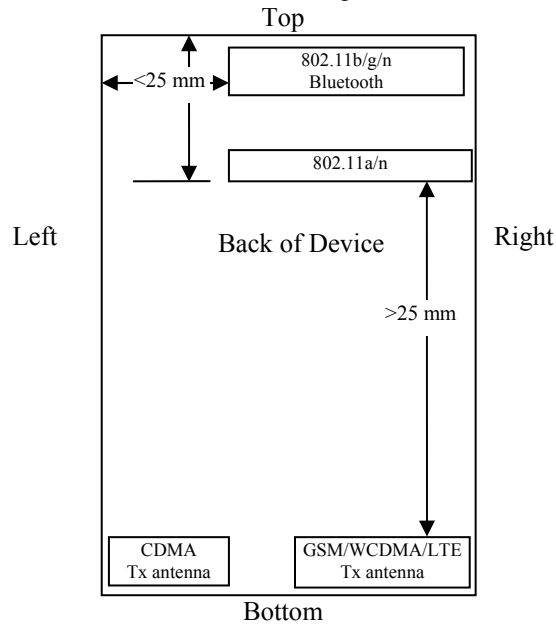 Top
802.11b/g/n
Bluetooth
<25 mm
802.11a/n
Left
Back of Device
Right
>25 mm
CDMA
Tx antenna
GSM/WCDMA/LTE
Tx antenna
Bottom